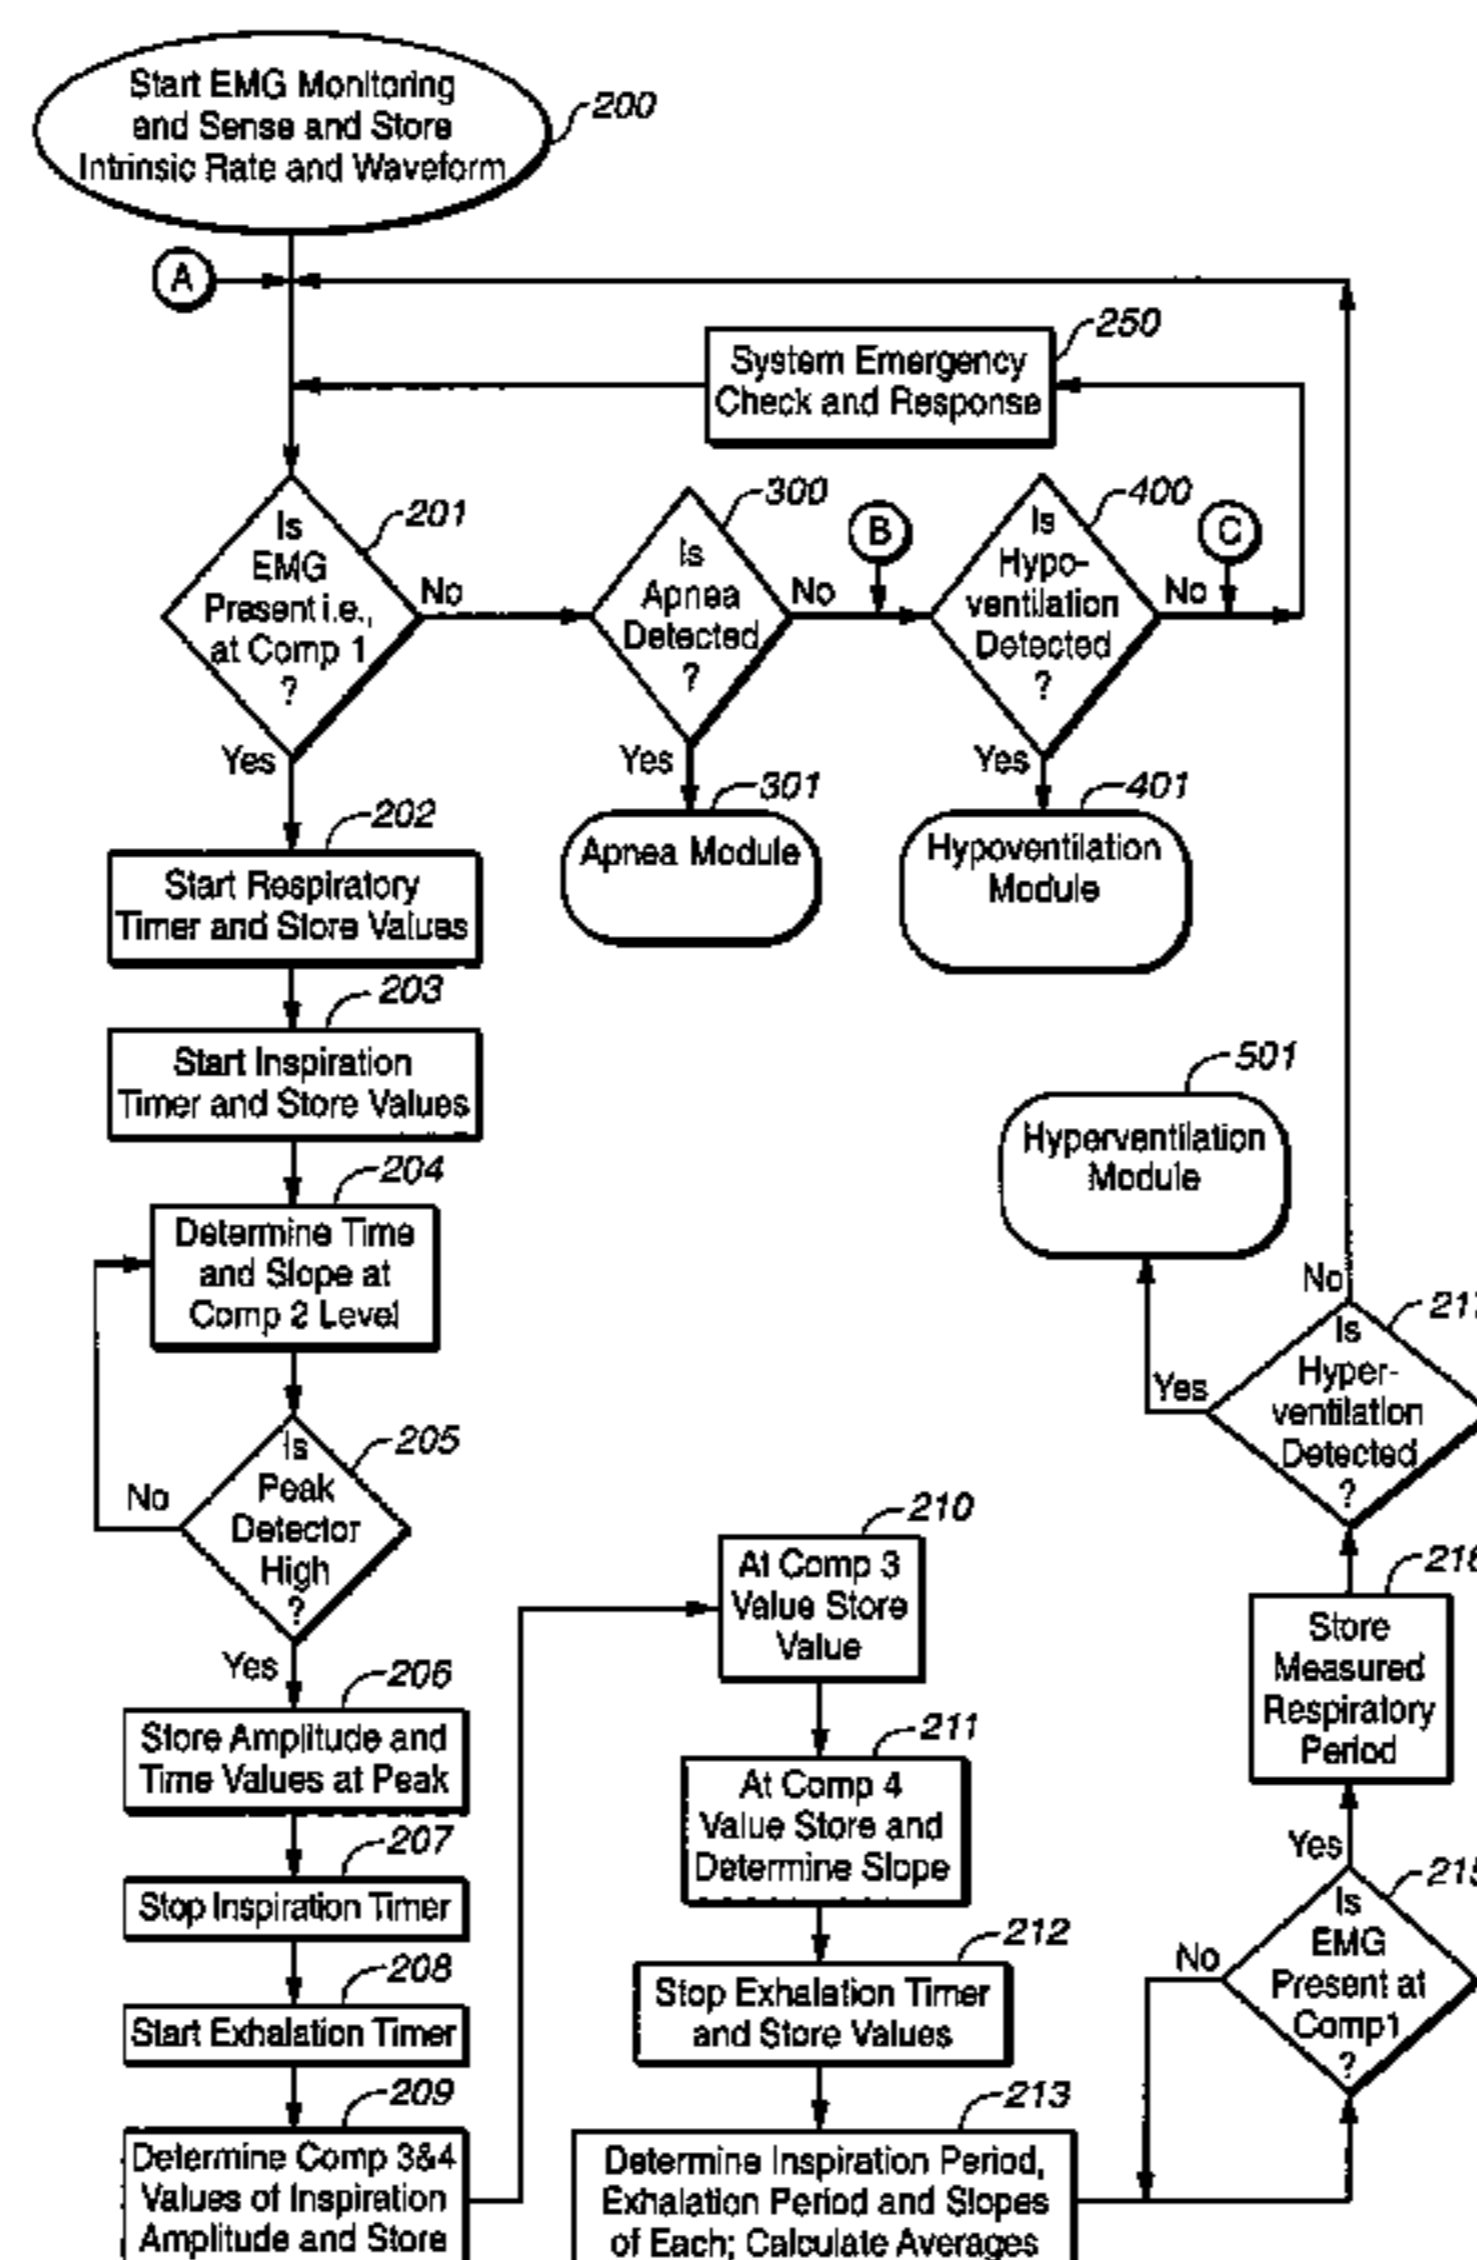 Start EMG Monitoring
and Sense and Store
Intrinsic Rate and Waveform
200
A
250
System Emergency
Check and Response
201
Is
EMG
Present i.e.,
at Comp 1
?
No
Yes
300
Is
Apnea
Detected
?
No
Yes
B
400
Is
Hypo-
ventilation
Detected
?
No
Yes
C
301
Apnea Module
401
Hypoventilation
Module
202
Start Respiratory
Timer and Store Values
203
Start Inspiration
Timer and Store Values
204
Determine Time
and Slope at
Comp 2 Level
205
Is
Peak
Detector
High
?
No
Yes
206
Store Amplitude and
Time Values at Peak
207
Stop Inspiration Timer
208
Start Exhalation Timer
209
Determine Comp 3&4
Values of Inspiration
Amplitude and Store
210
At Comp 3
Value Store
Value
211
At Comp 4
Value Store and
Determine Slope
212
Stop Exhalation Timer
and Store Values
213
Determine Inspiration Period,
Exhalation Period and Slopes
of Each; Calculate Averages
501
Hyperventilation
Module
No
Is
Hyper-
ventilation
Detected
?
Yes
Store
Measured
Respiratory
Period
Yes
Is
EMG
Present at
Comp1
?
No